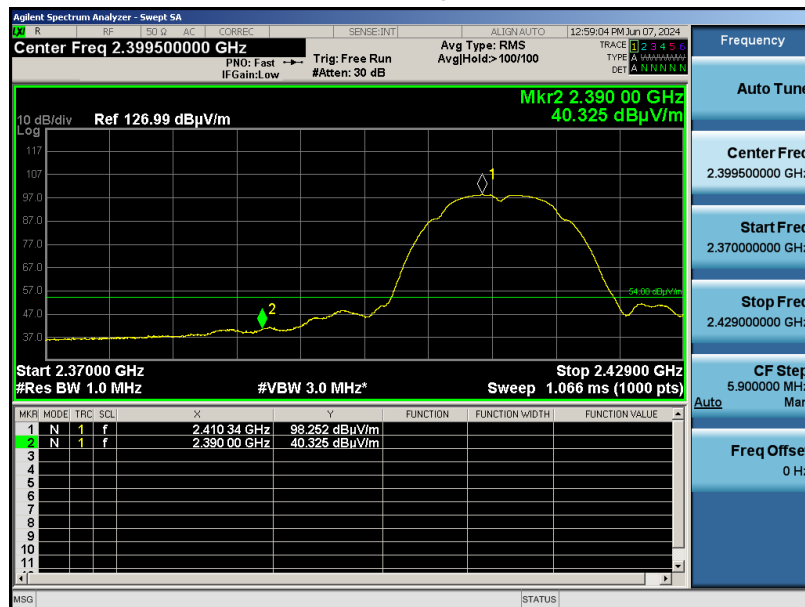 Agilent Spectrum Analyzer - Swept SA
LXI R RF 50 Ω AC CORREC SENSE:INT ALIGNAUTO 12:59:04 PM Jun 07, 2024
Center Freq 2.399500000 GHz
PNO: Fast
IFGain:Low
Trig: Free Run
#Atten: 30 dB
Avg Type: RMS
Avg|Hold:>100/100
TRACE 1 2 3 4 5 6
TYPE A WWWWW
DET A N N N N N
Mkr2 2.390 00 GHz
40.325 dBµV/m
10 dB/div Ref 126.99 dBµV/m
Log
117
107
97.0
87.0
77.0
67.0
57.0
47.0
37.0
1
2
54.00 dBµV/m
Start 2.37000 GHz Stop 2.42900 GHz
#Res BW 1.0 MHz #VBW 3.0 MHz* Sweep 1.066 ms (1000 pts)
MKR MODE TRC SCL X Y FUNCTION FUNCTION WIDTH FUNCTION VALUE
1 N 1 f 2.410 34 GHz 98.252 dBµV/m
2 N 1 f 2.390 00 GHz 40.325 dBµV/m
3
4
5
6
7
8
9
10
11
MSG STATUS
Frequency
Auto Tune
Center Freq
2.399500000 GHz
Start Freq
2.370000000 GHz
Stop Freq
2.429000000 GHz
CF Step
5.900000 MHz
Auto Man
Freq Offset
0 Hz